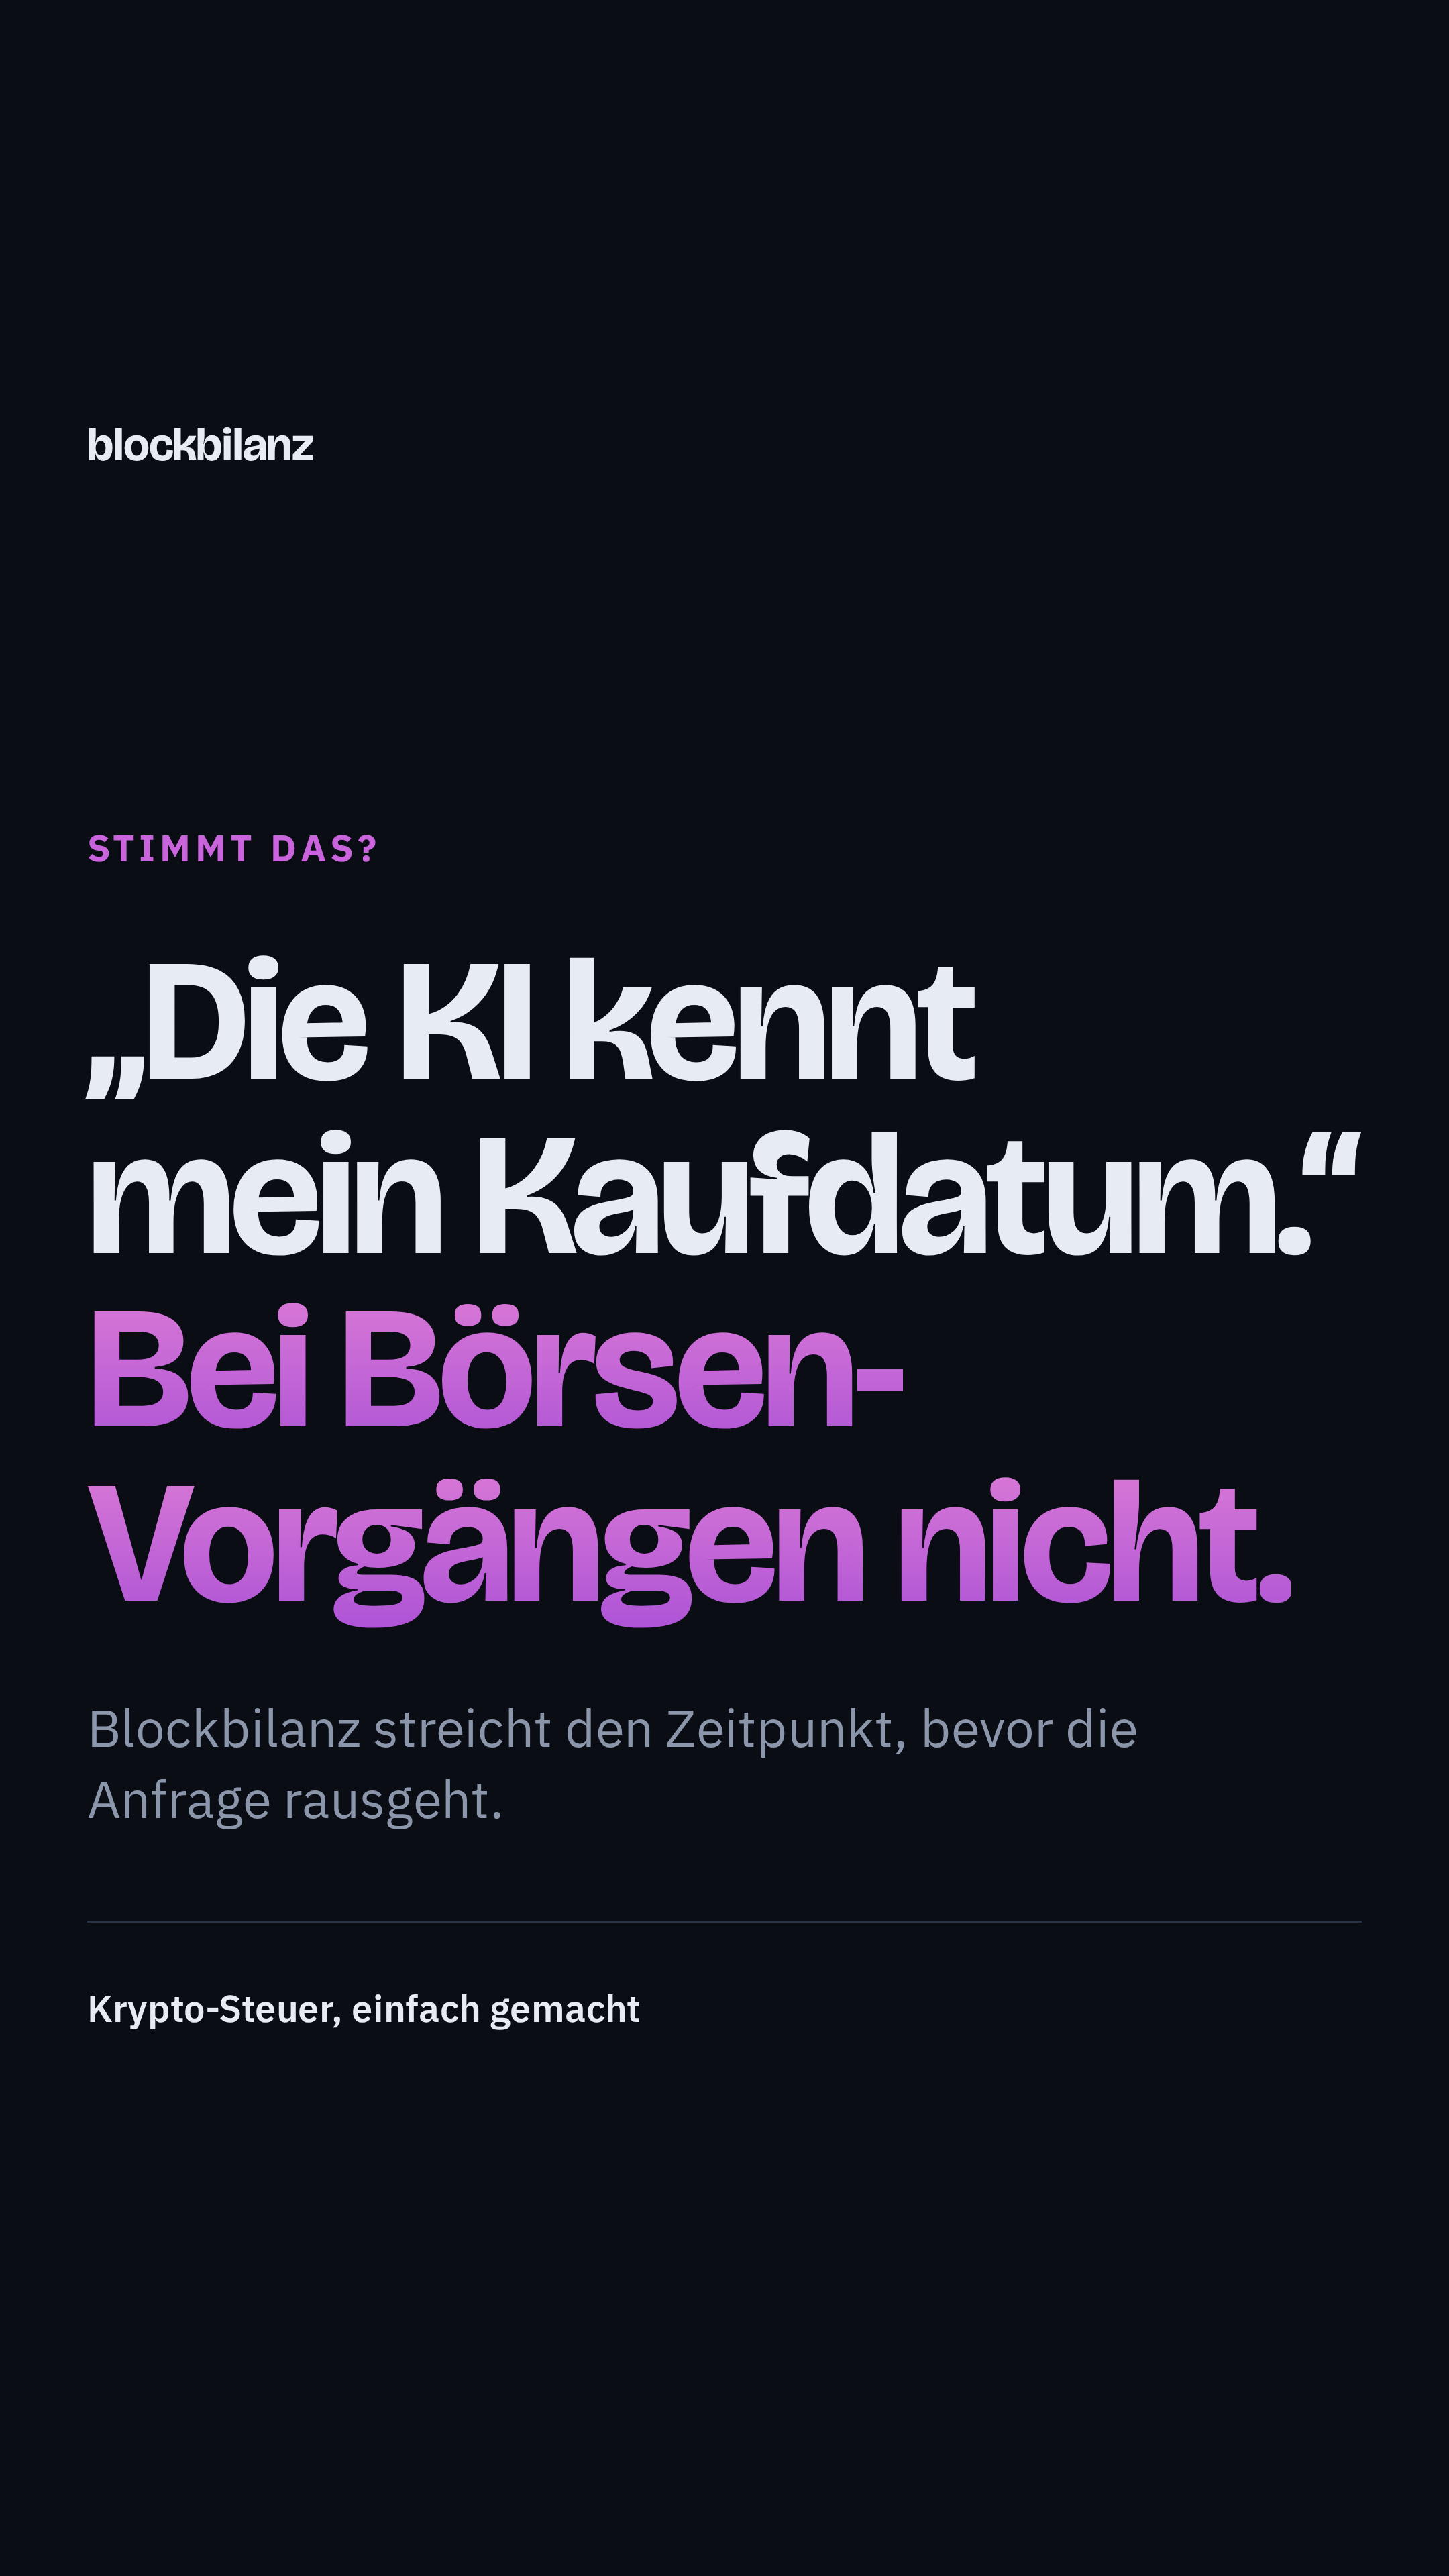 blockbilanz
STIMMT DAS?
„Die KI kennt
mein Kaufdatum.“
Bei Börsen-
Vorgängen nicht.
Blockbilanz streicht den Zeitpunkt, bevor die
Anfrage rausgeht.
Krypto-Steuer, einfach gemacht